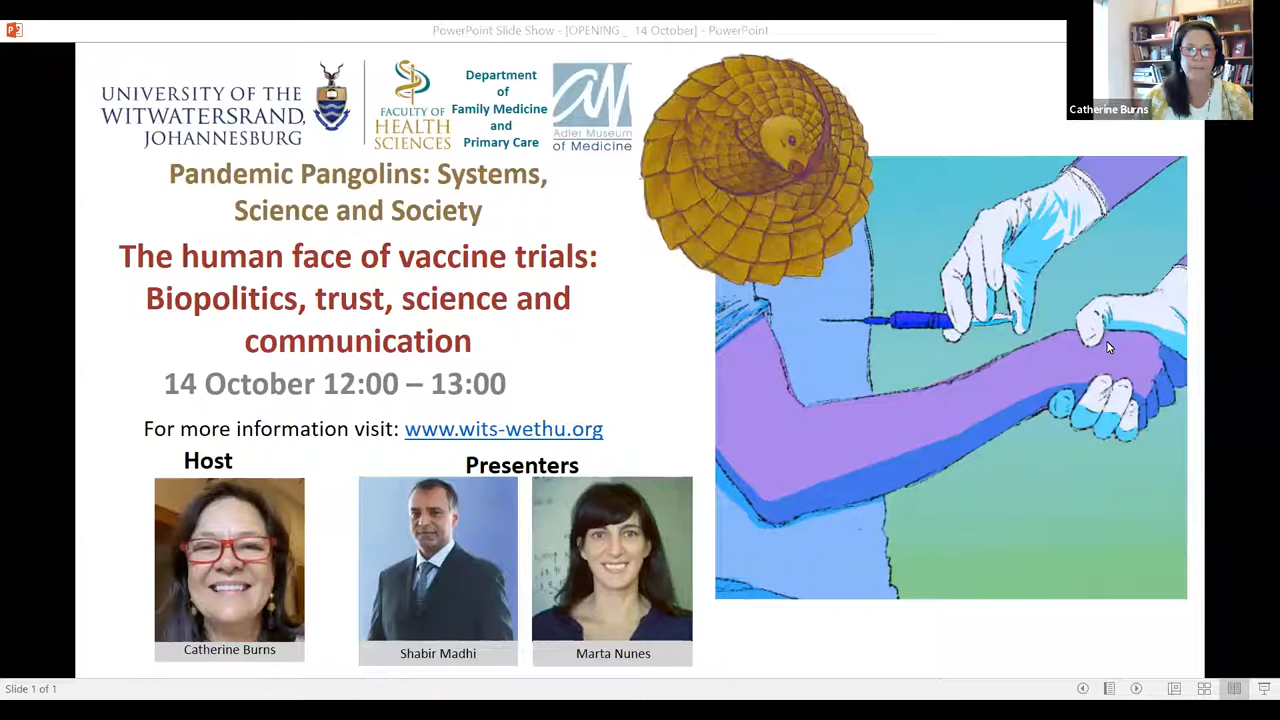 PowerPoint Slide Show - [OPENING _ 14 October] - PowerPoint
Catherine Burns
UNIVERSITY OF THE
WITWATERSRAND,
JOHANNESBURG
FACULTY OF
HEALTH
SCIENCES
Department
of
Family Medicine
and
Primary Care
Adler Museum
of Medicine
Pandemic Pangolins: Systems,
Science and Society
The human face of vaccine trials:
Biopolitics, trust, science and
communication
14 October 12:00 – 13:00
For more information visit: www.wits-wethu.org
Host
Presenters
Catherine Burns
Shabir Madhi
Marta Nunes
Slide 1 of 1